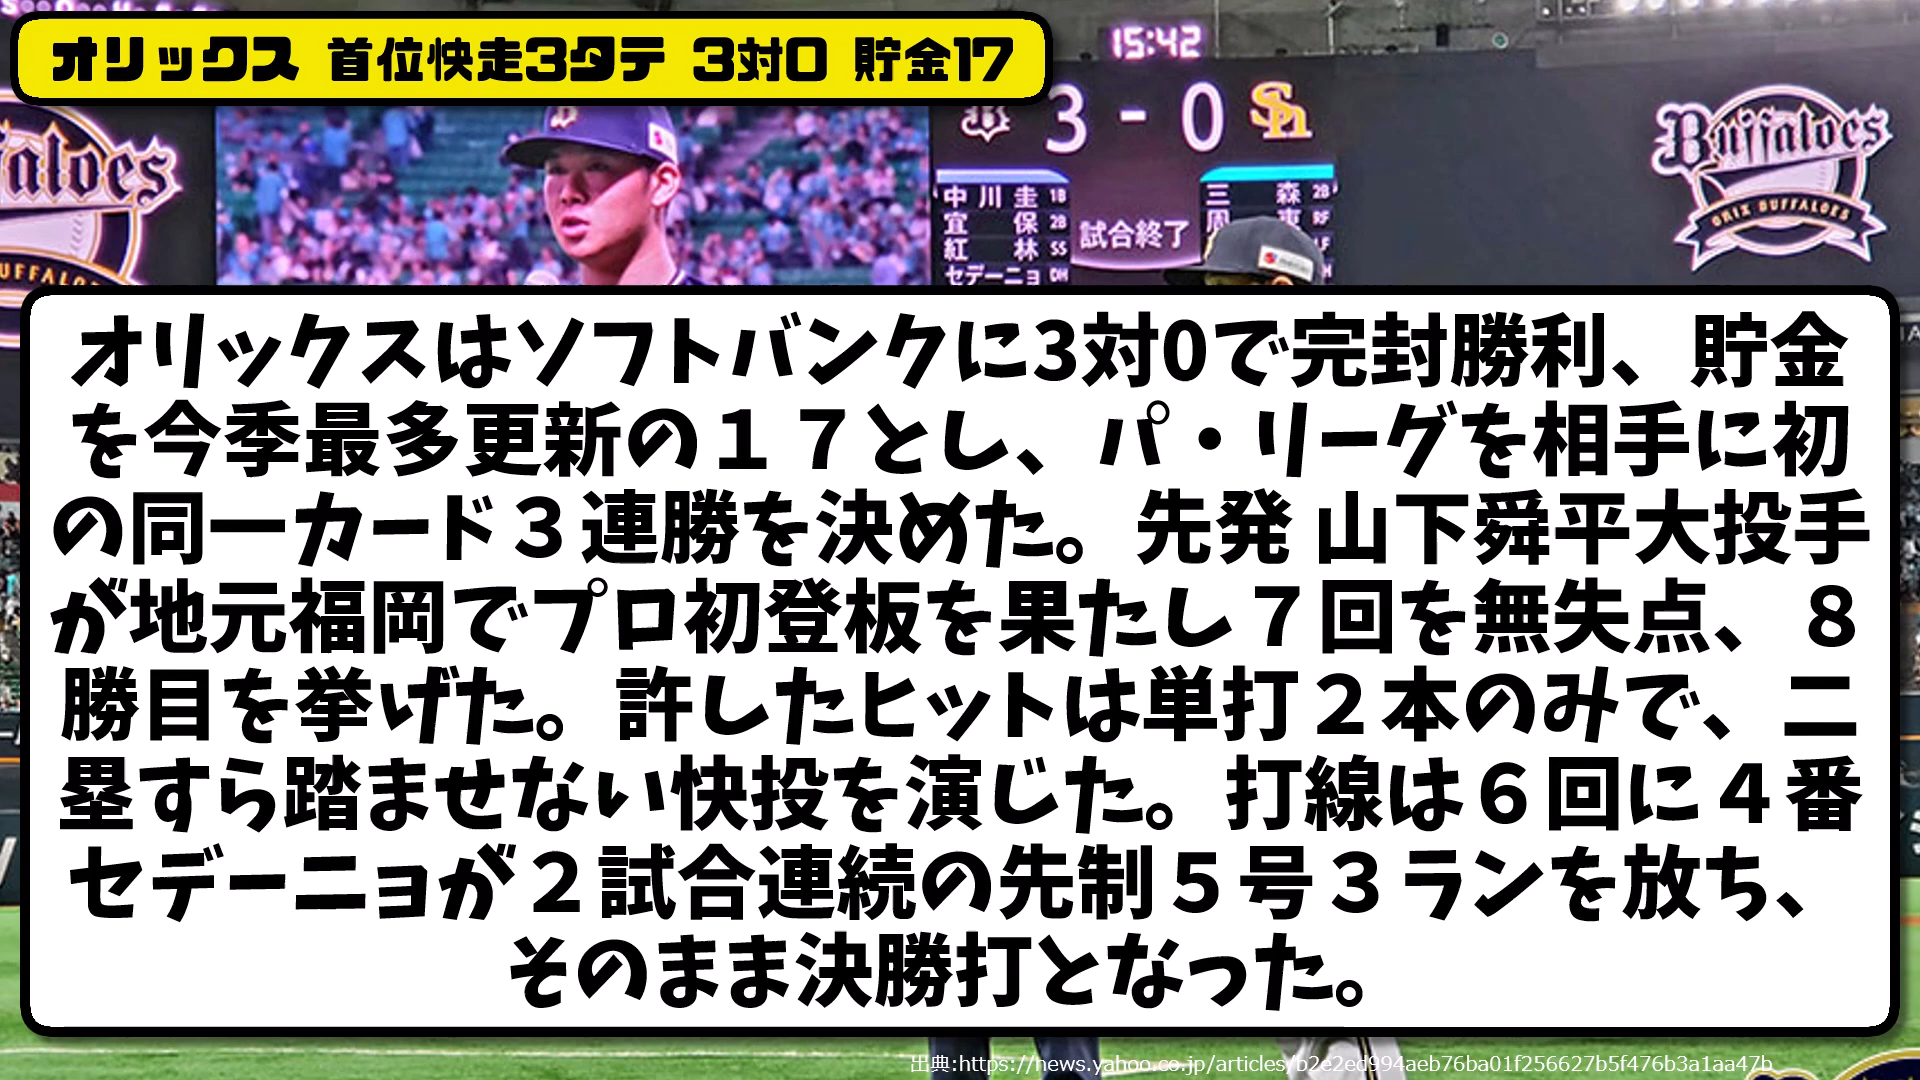 オリックス 首位快走3タテ 3対0 貯金17
15:42
3 - 0
Buffaloes
ORIX BUFFALOES
中川圭 1B
宜保 2B
紅林 SS
セデーニョ DH
試合終了
三森 2B
RF
オリックスはソフトバンクに3対0で完封勝利、貯金
を今季最多更新の１７とし、パ・リーグを相手に初
の同一カード３連勝を決めた。先発 山下舜平大投手
が地元福岡でプロ初登板を果たし７回を無失点、８
勝目を挙げた。許したヒットは単打２本のみで、二
塁すら踏ませない快投を演じた。打線は６回に４番
セデーニョが２試合連続の先制５号３ランを放ち、
そのまま決勝打となった。
出典:https://news.yahoo.co.jp/articles/b2e2ed994aeb76ba01f256627b5f476b3a1aa47b